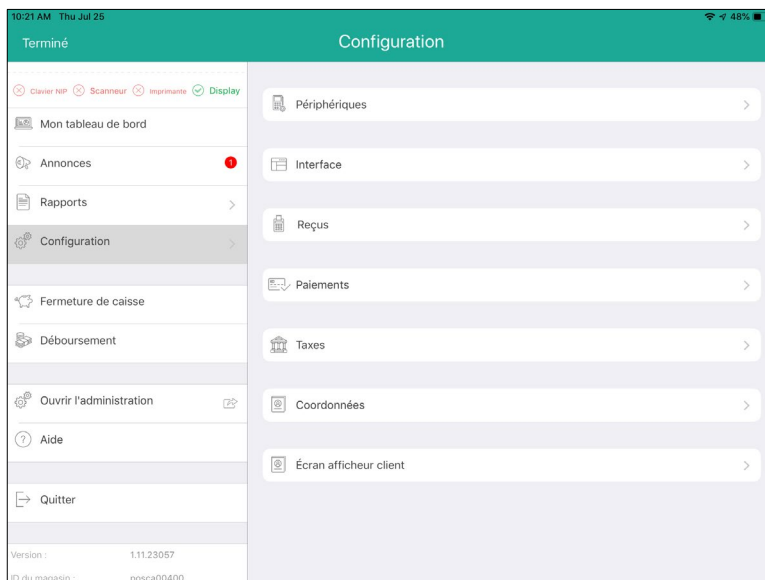 10:21 AM Thu Jul 25
48%
Terminé
Configuration
Clavier NIP Scanneur Imprimante Display
Mon tableau de bord
Annonces 1
Rapports
Configuration
Fermeture de caisse
Déboursement
Ouvrir l'administration
Aide
Quitter
Version : 1.11.23057
ID du magasin : posca00400
Périphériques
Interface
Reçus
Paiements
Taxes
Coordonnées
Écran afficheur client